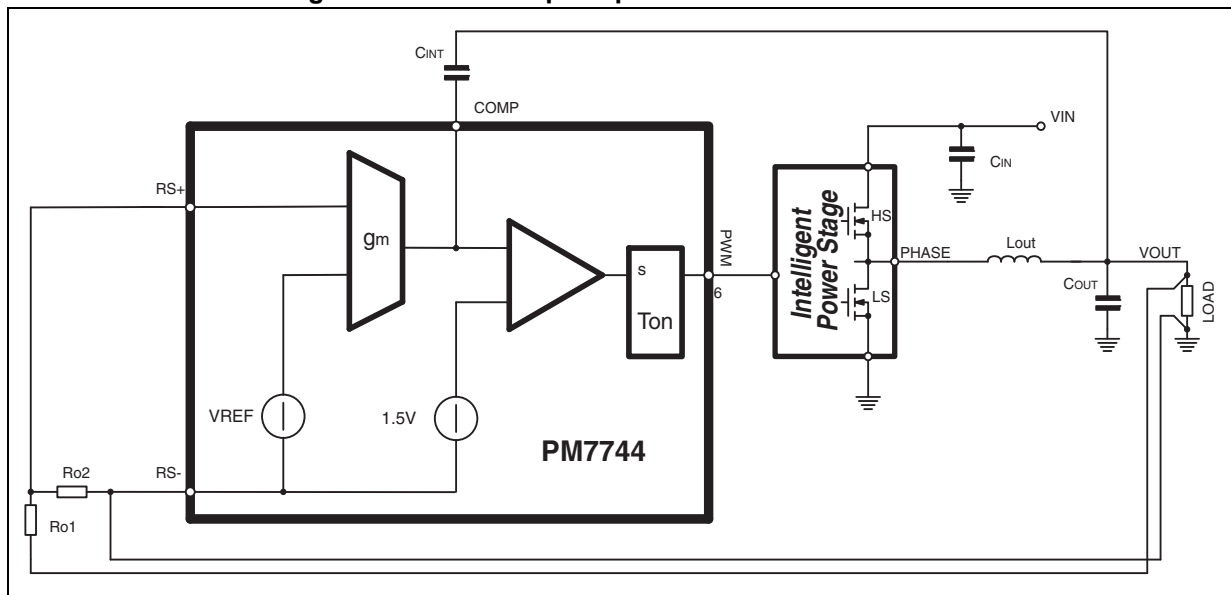 CINT
COMP
VIN
CIN
RS+
gm
s
Ton
PWM
6
Intelligent
Power Stage
HS
LS
PHASE
Lout
VOUT
COUT
LOAD
VREF
1.5V
PM7744
RS-
Ro2
Ro1